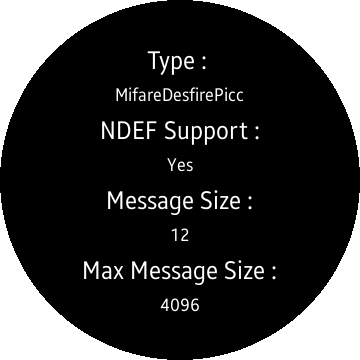 Type :
MifareDesfirePicc
NDEF Support :
Yes
Message Size :
12
Max Message Size :
4096